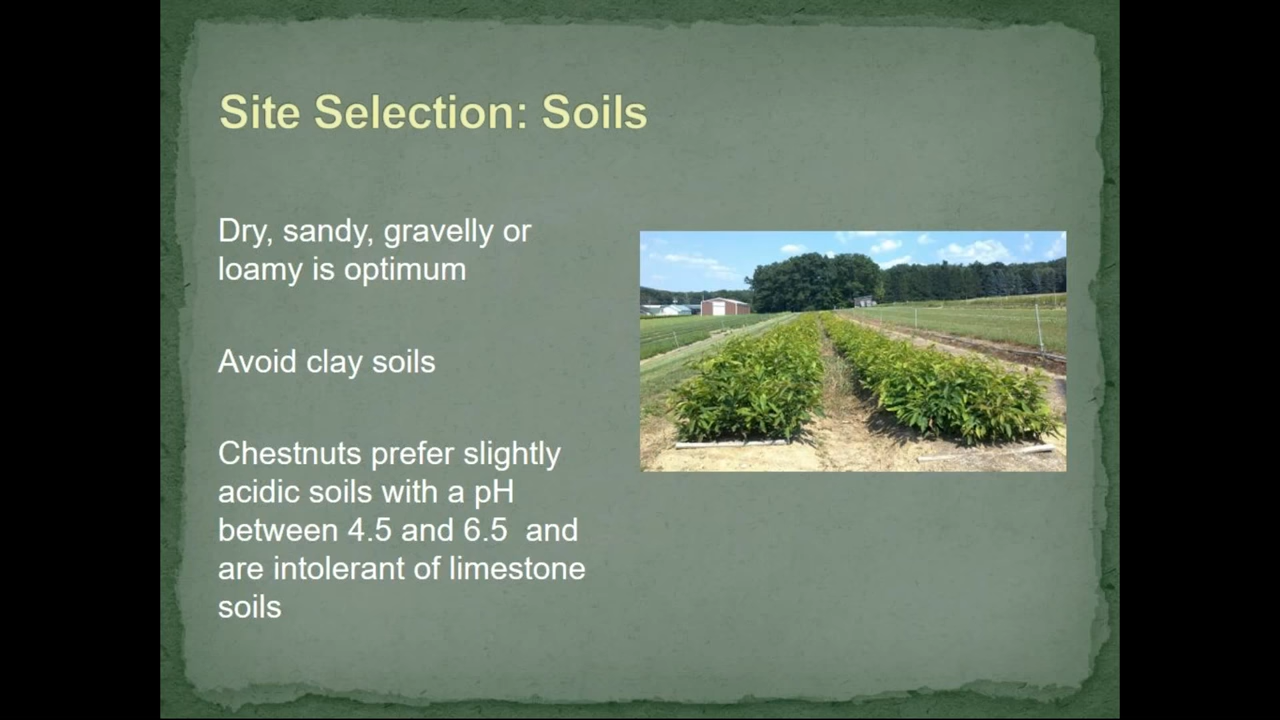 Site Selection: Soils
Dry, sandy, gravelly or
loamy is optimum
Avoid clay soils
Chestnuts prefer slightly
acidic soils with a pH
between 4.5 and 6.5  and
are intolerant of limestone
soils